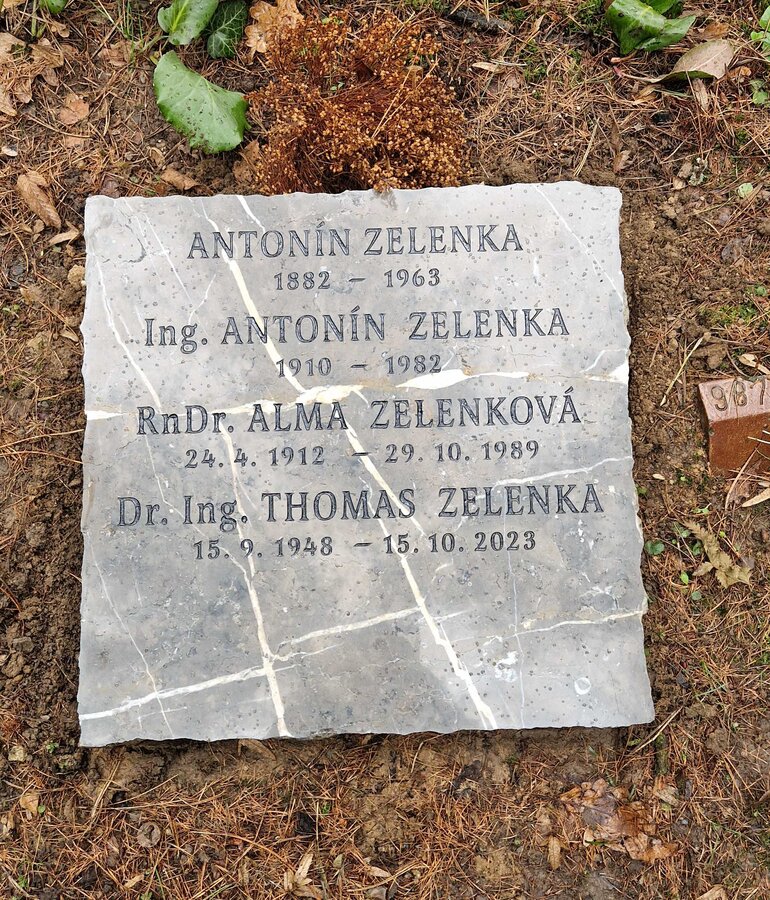 ANTONÍN ZELENKA
1882 – 1963
Ing. ANTONÍN ZELENKA
1910 – 1982
RnDr. ALMA ZELENKOVÁ
24. 4. 1912 – 29. 10. 1989
Dr. Ing. THOMAS ZELENKA
15. 9. 1948 – 15. 10. 2023